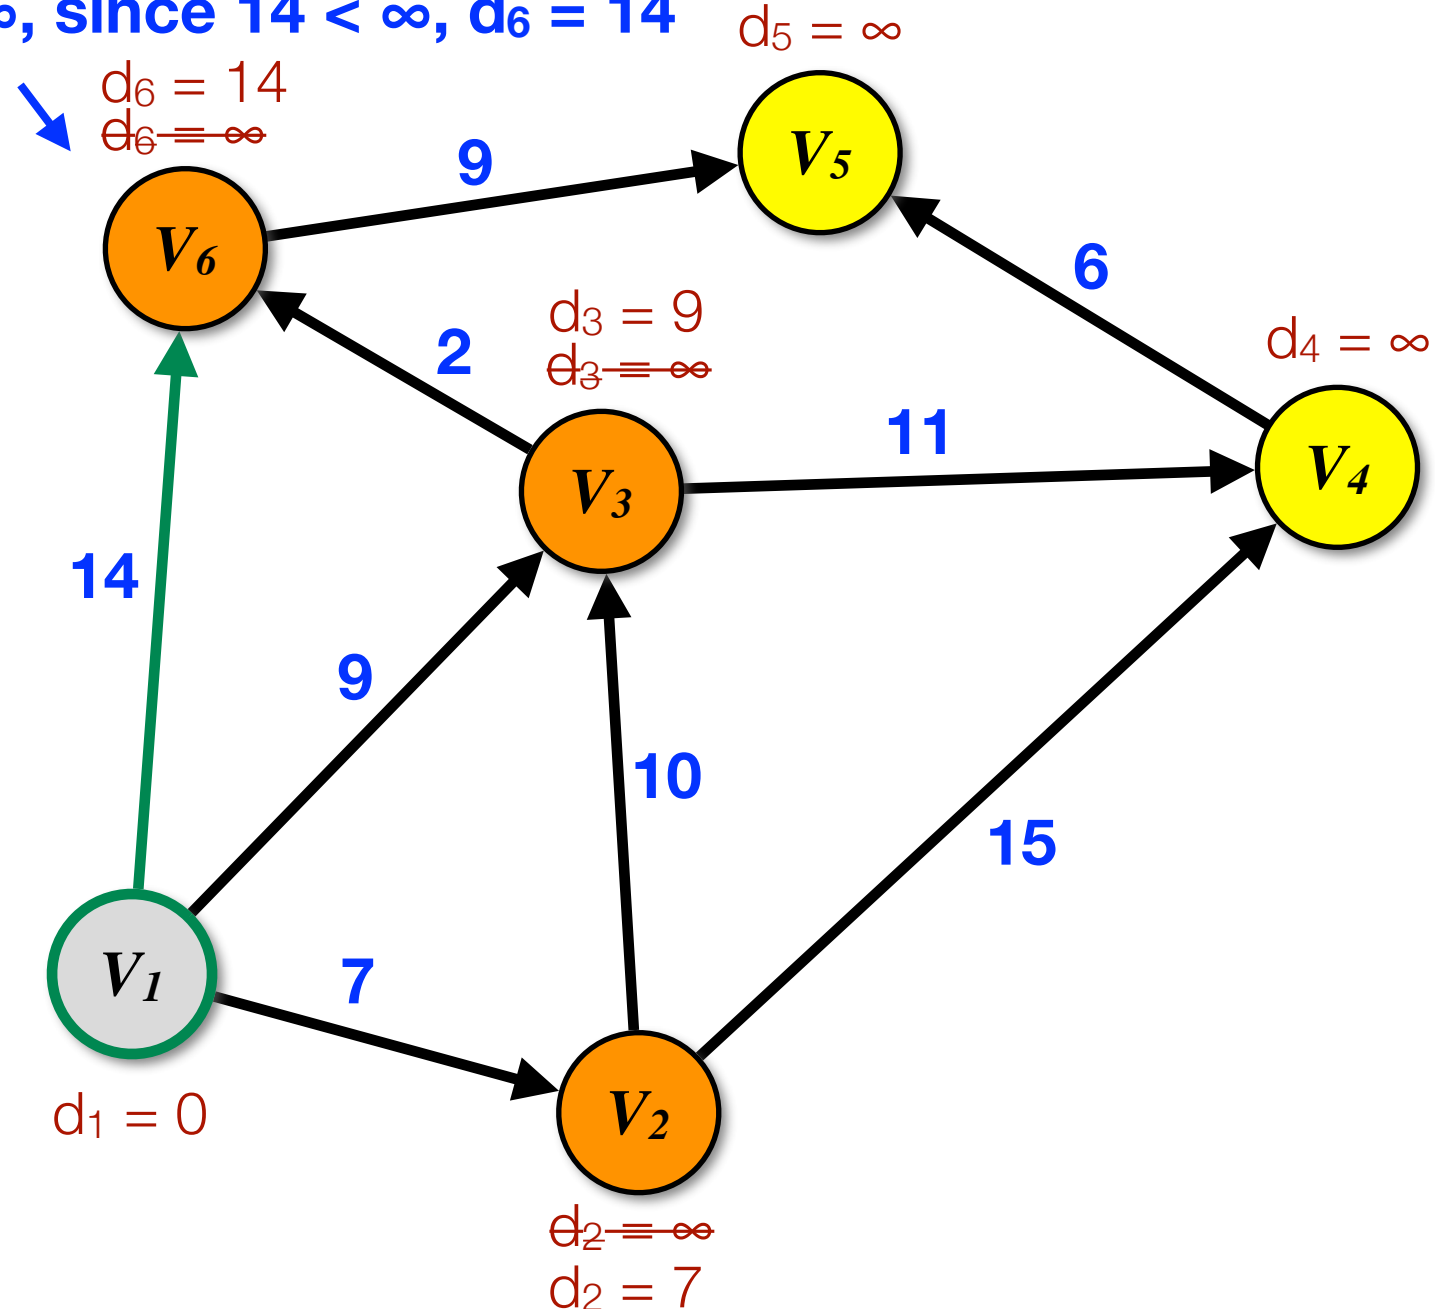 ∞, since 14 < ∞, d6 = 14
d5 = ∞
d6 = 14
d6 = ∞
V5
9
V6
6
d3 = 9
d4 = ∞
2
d3 = ∞
11
V4
V3
14
9
10
15
V1
7
d1 = 0
V2
d2 = ∞
d2 = 7